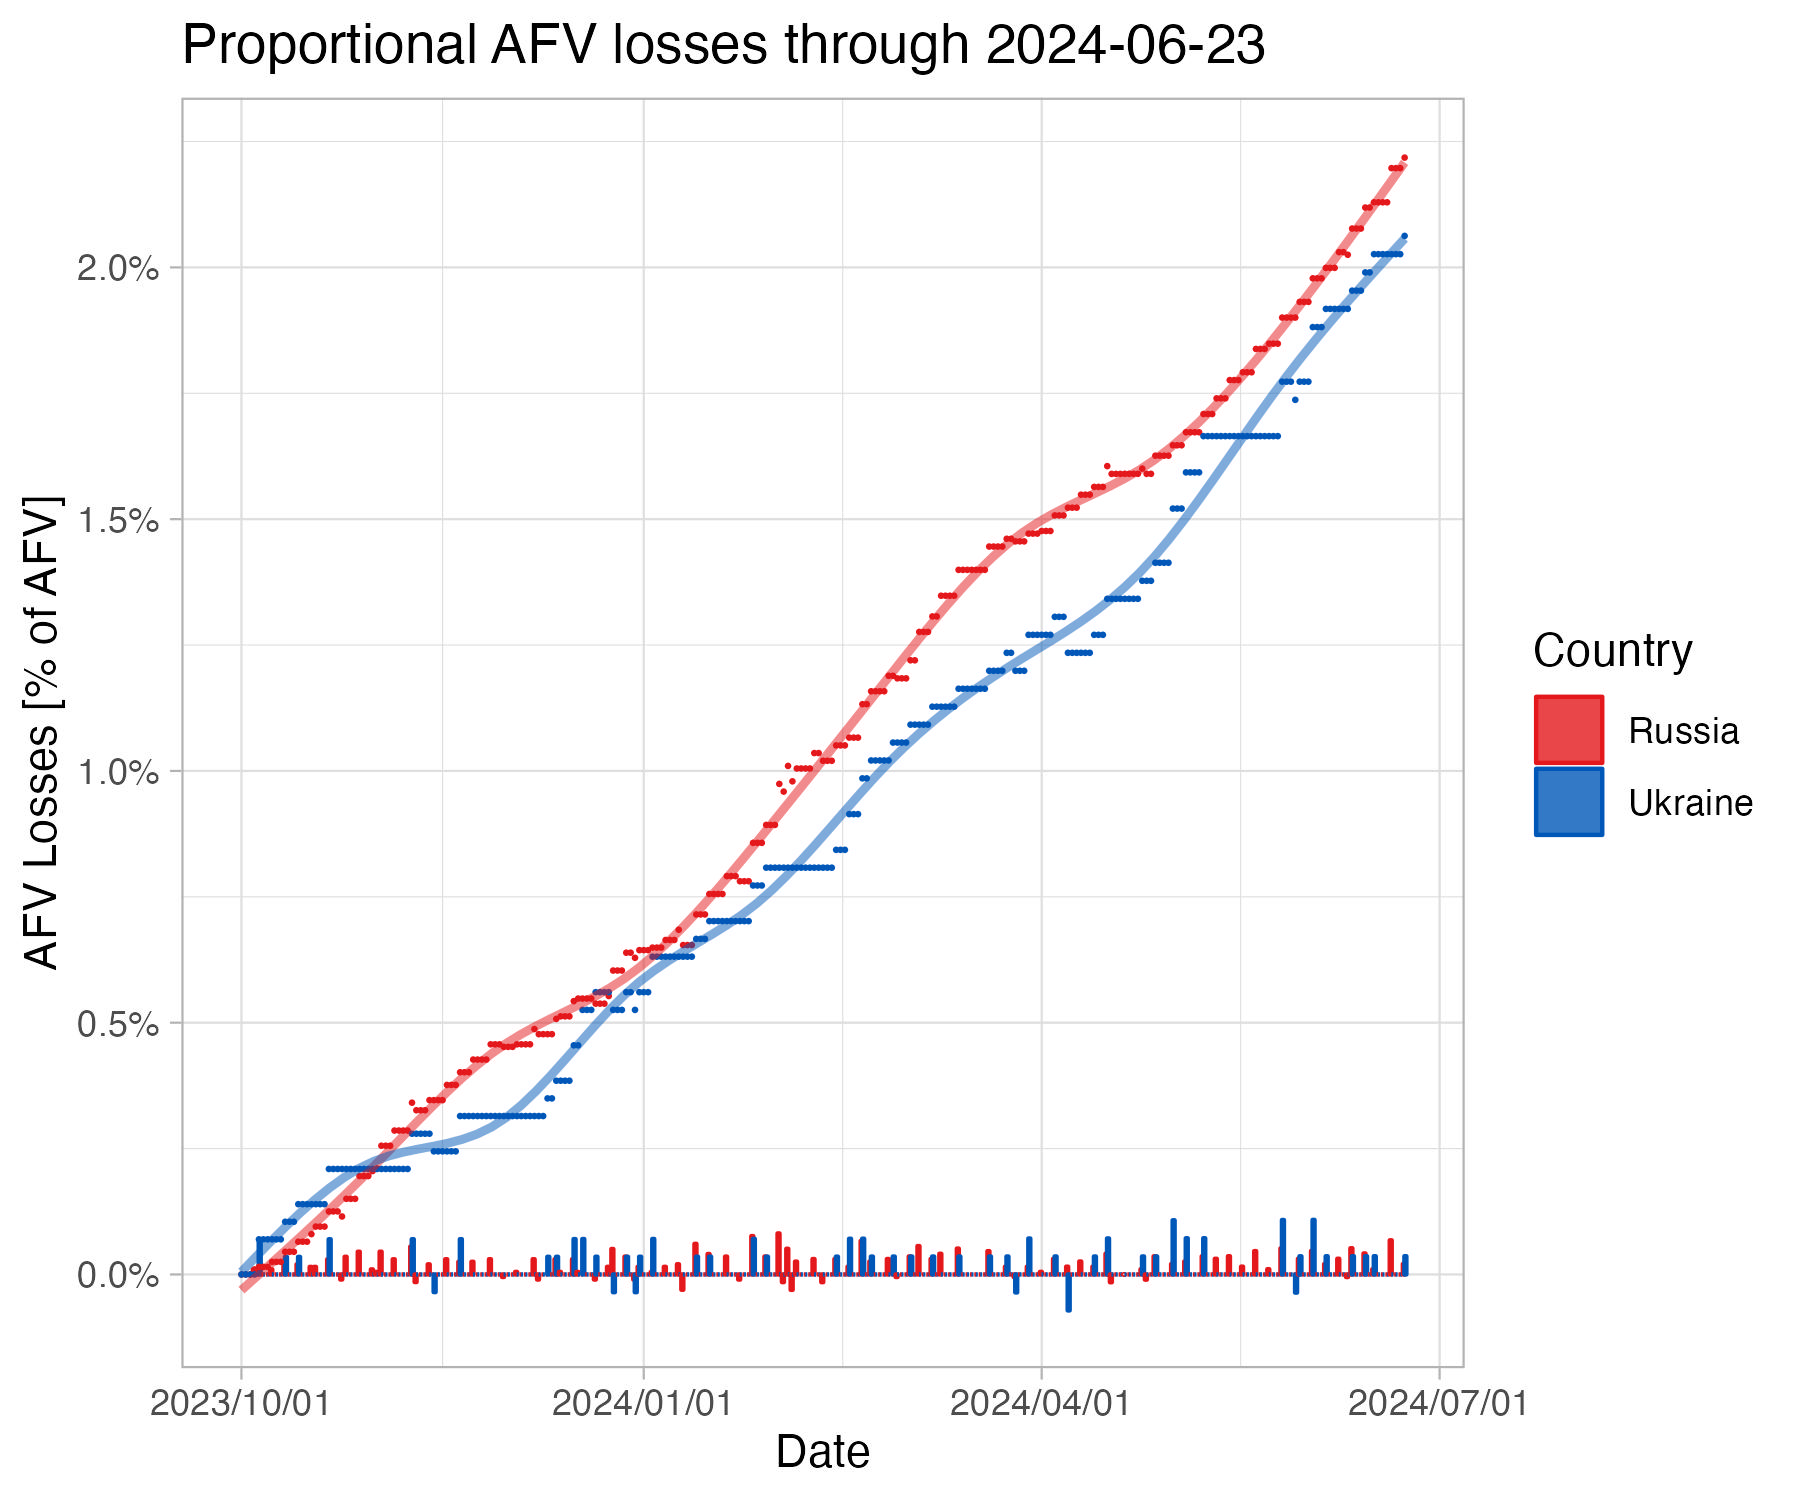 Proportional AFV losses through 2024-06-23
AFV Losses [% of AFV]
2.0%
1.5%
1.0%
0.5%
0.0%
2023/10/01
2024/01/01
2024/04/01
2024/07/01
Date
Country
Russia
Ukraine